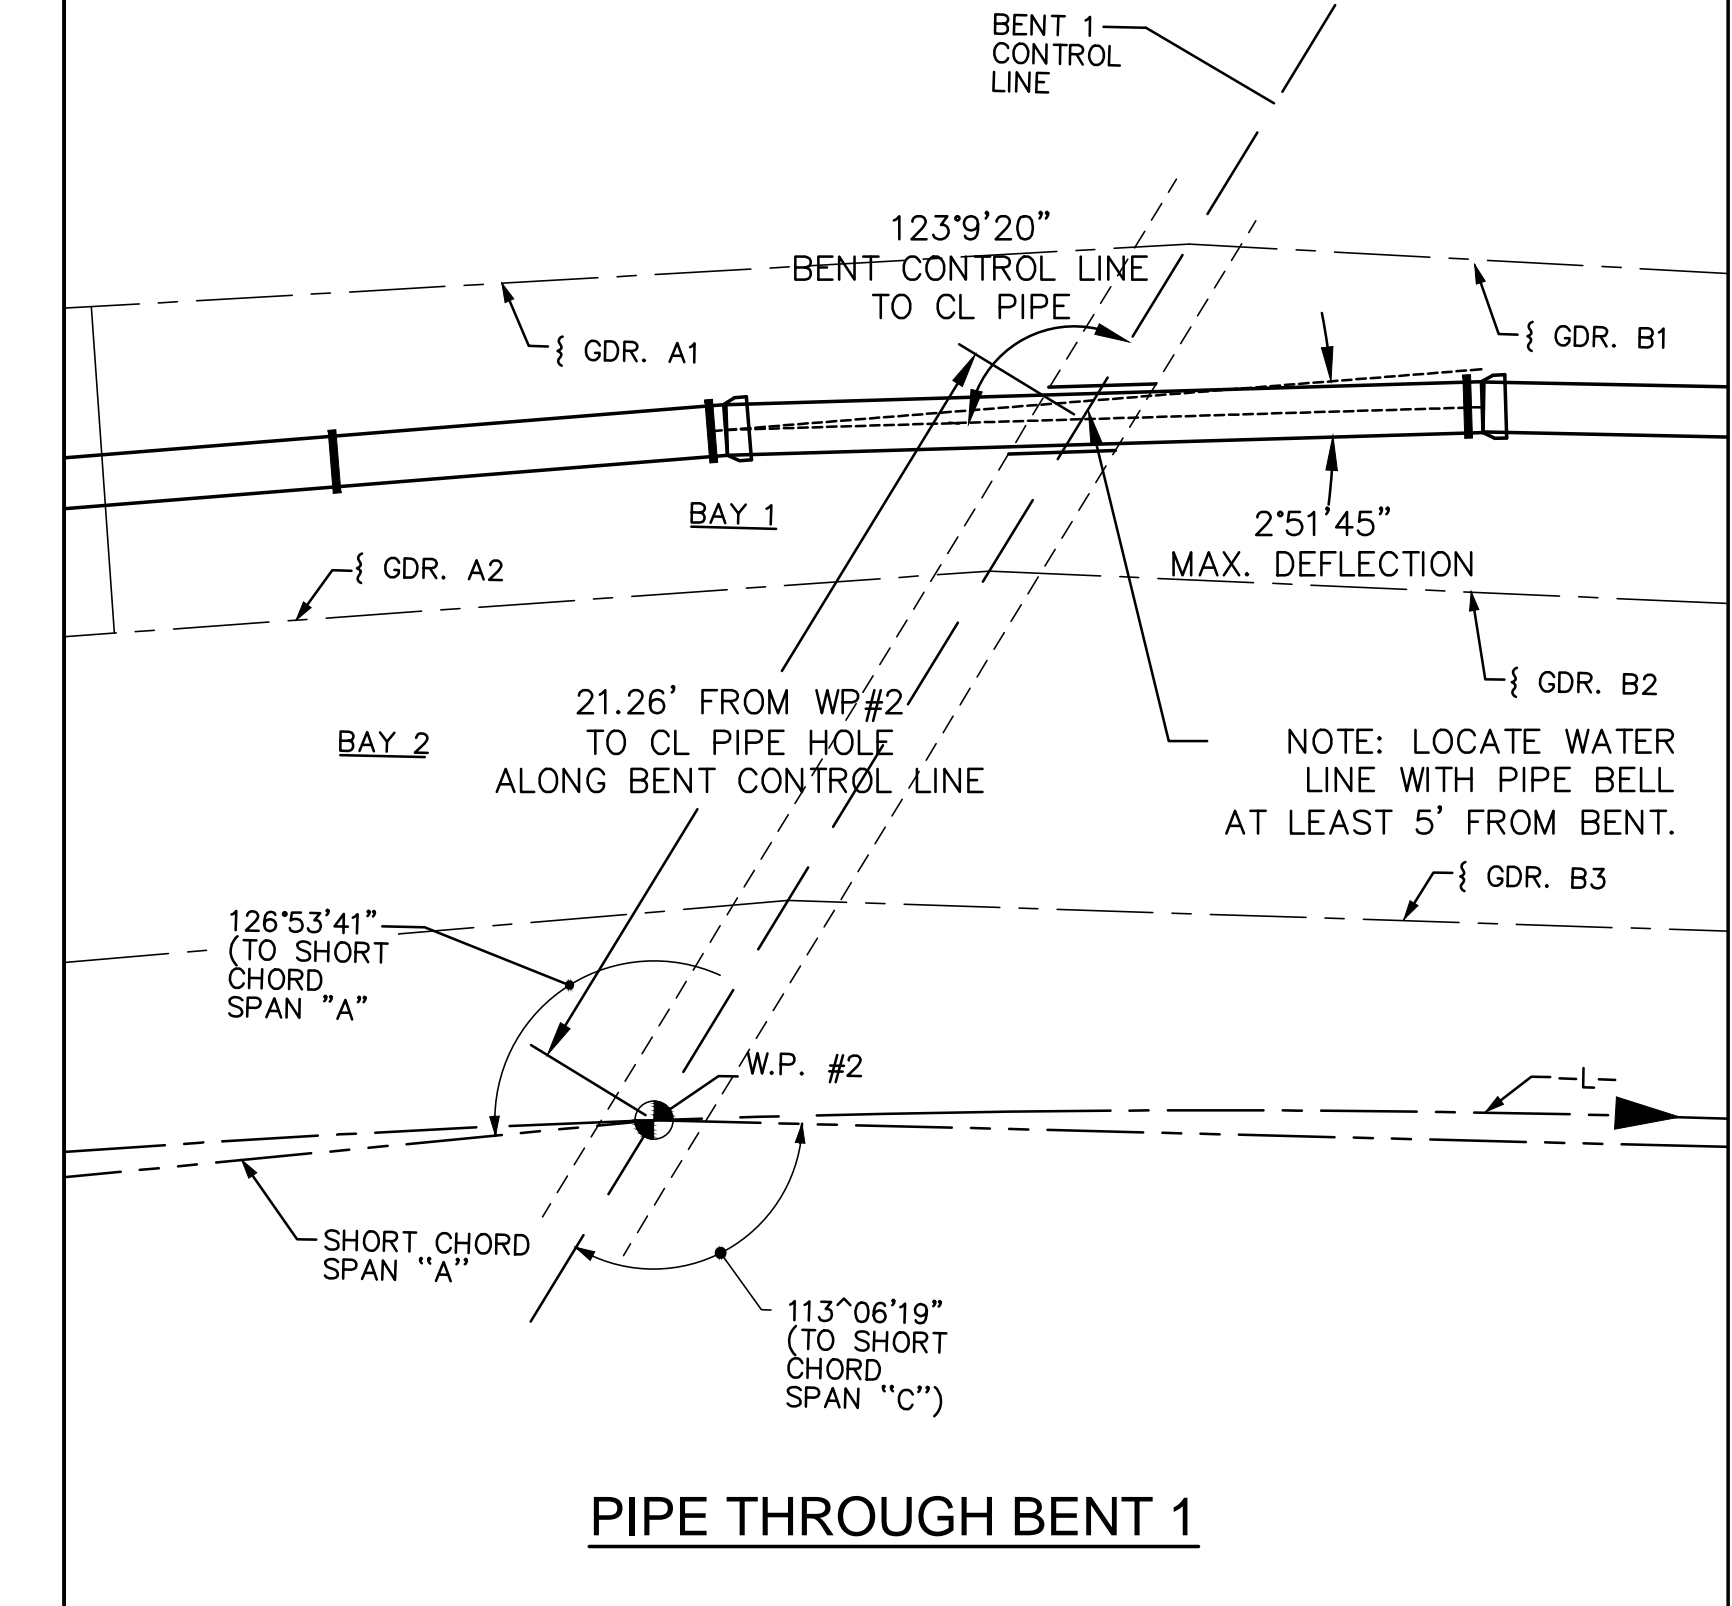 BENT 1
CONTROL
LINE
123°9'20"
BENT CONTROL LINE
TO CL PIPE
GDR. A1
GDR. B1
BAY 1
2°51'45"
MAX. DEFLECTION
GDR. A2
GDR. B2
21.26' FROM WP#2
TO CL PIPE HOLE
ALONG BENT CONTROL LINE
BAY 2
NOTE: LOCATE WATER
LINE WITH PIPE BELL
AT LEAST 5' FROM BENT.
GDR. B3
126°53'41"
(TO SHORT
CHORD
SPAN "A"
W.P. #2
-L-
SHORT CHORD
SPAN "A"
113^06'19"
(TO SHORT
CHORD
SPAN "C")
PIPE THROUGH BENT 1